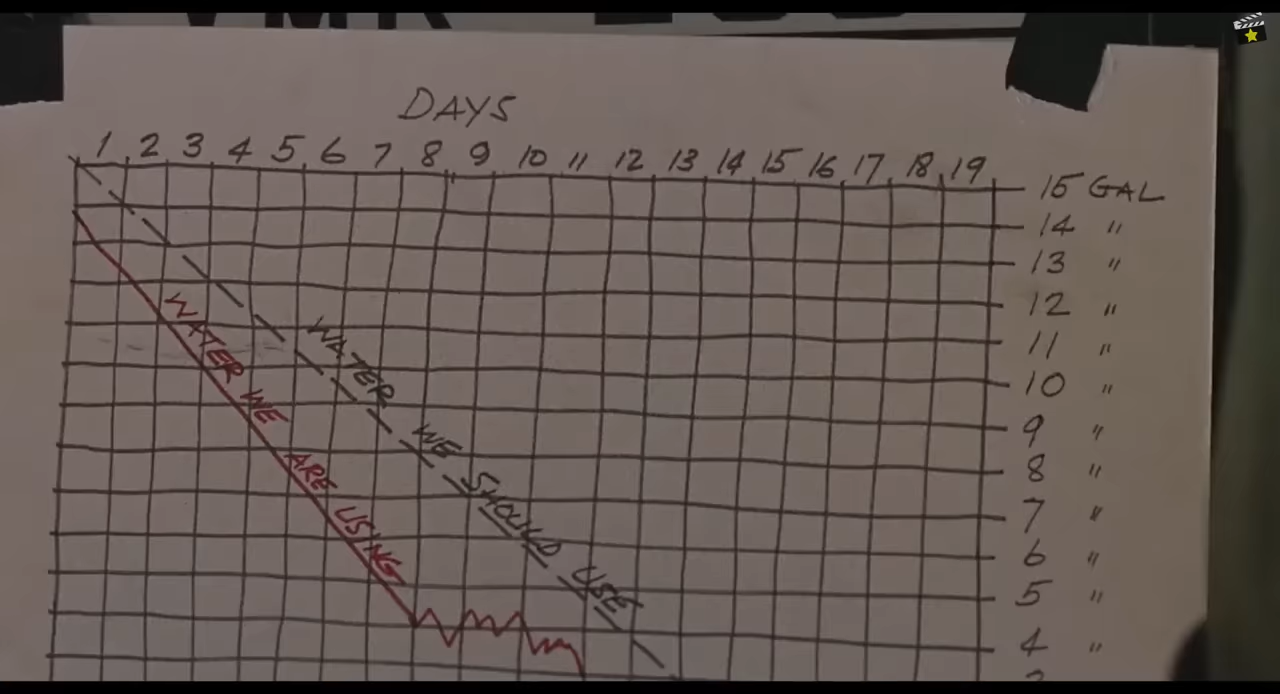 DAYS
1 2 3 4 5 6 7 8 9 10 11 12 13 14 15 16 17 18 19
15 GAL
14 "
13 "
12 "
11 "
10 "
9 "
8 "
7 "
6 "
5 "
4 "
WATER WE ARE USING
WATER WE SHOULD USE